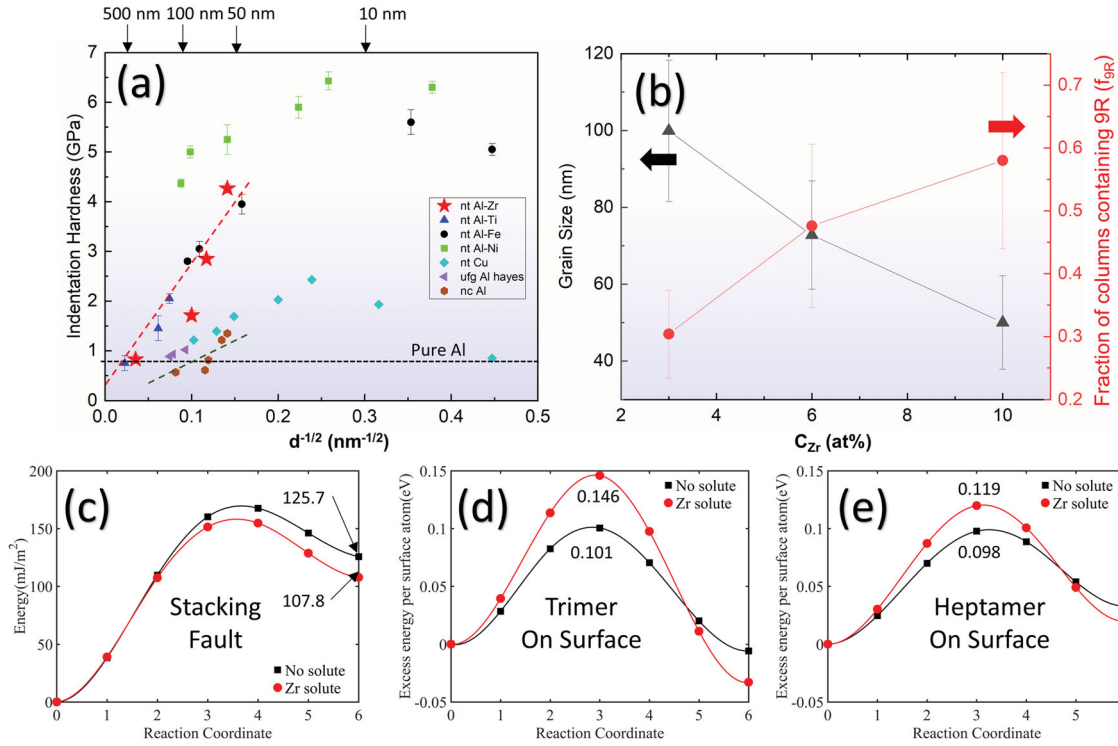 500 nm 100 nm 50 nm 10 nm
(a)
Indentation Hardness (GPa)
7
6
5
4
3
2
1
0
nt Al-Zr
nt Al-Ti
nt Al-Fe
nt Al-Ni
nt Cu
ufg Al hayes
nc Al
Pure Al
0.0 0.1 0.2 0.3 0.4 0.5
d-1/2 (nm-1/2)
(b)
Grain Size (nm)
120
100
80
60
40
0.7
0.6
0.5
0.4
0.3
0.2
Fraction of columns containing 9R (f9R)
2 4 6 8 10
CZr (at%)
(c)
Energy(mJ/m2)
200
150
100
50
0
125.7
107.8
Stacking
Fault
No solute
Zr solute
0 1 2 3 4 5 6
Reaction Coordinate
(d)
Excess energy per surface atom(eV)
0.15
0.1
0.05
0
-0.05
No solute
Zr solute
0.146
0.101
Trimer
On Surface
0 1 2 3 4 5 6
Reaction Coordinate
(e)
Excess energy per surface atom(eV)
0.15
0.1
0.05
0
-0.05
No solute
Zr solute
0.119
0.098
Heptamer
On Surface
0 1 2 3 4 5
Reaction Coordinate